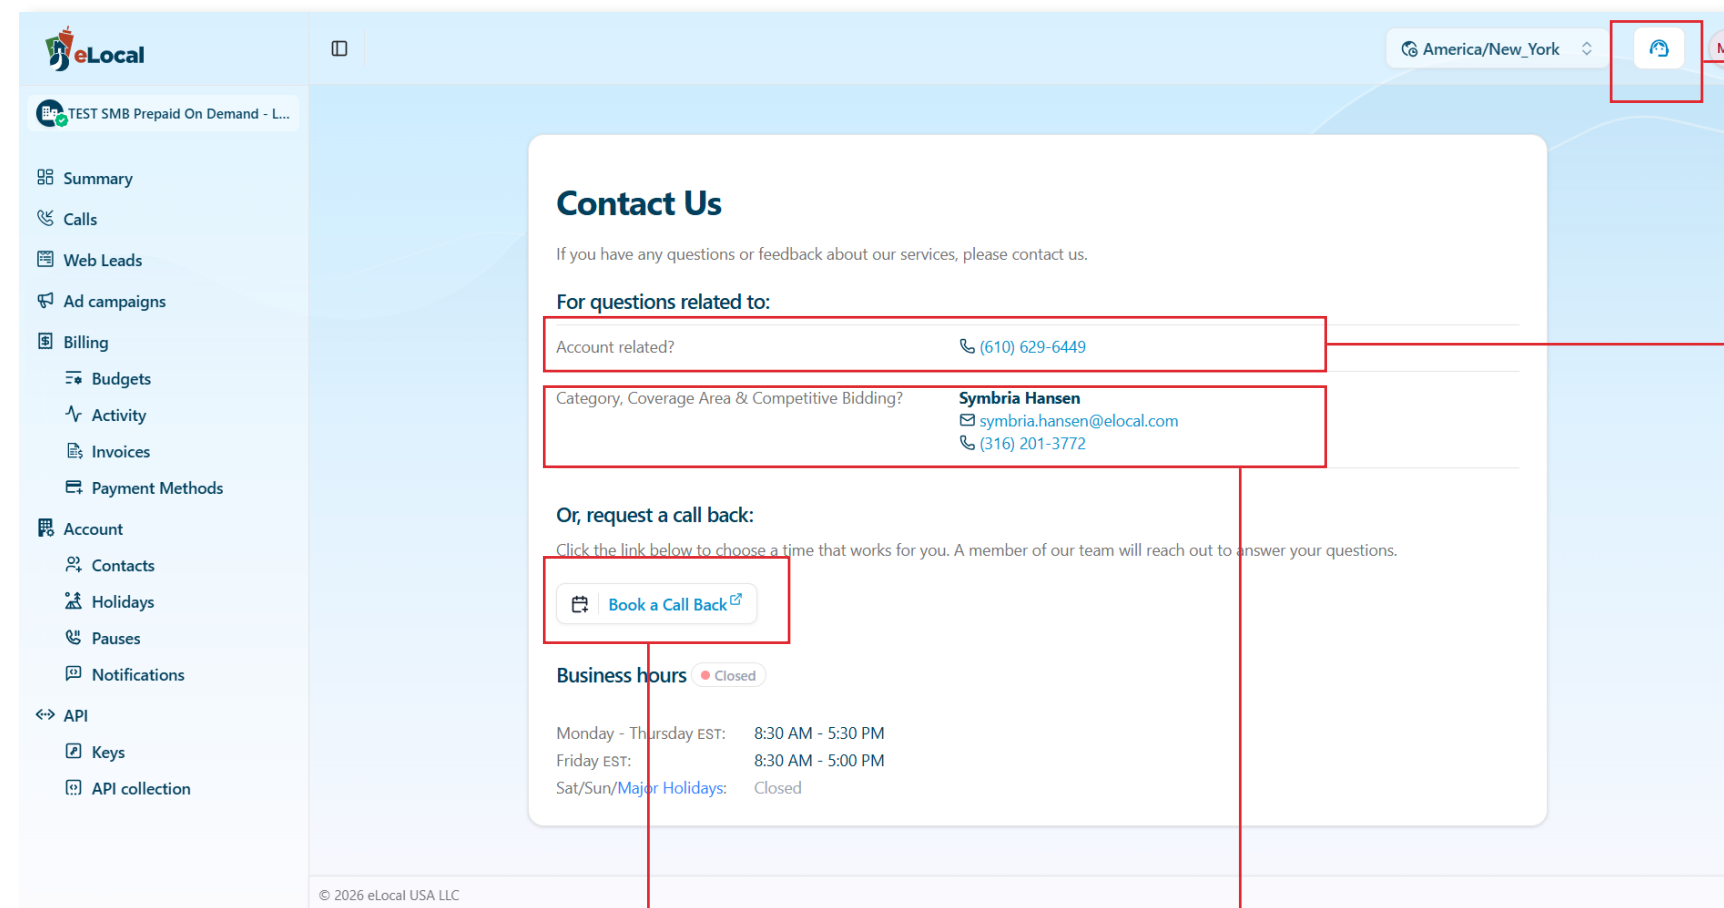 eLocal
America/New_York
M
TEST SMB Prepaid On Demand - L...
Summary
Calls
Web Leads
Ad campaigns
Billing
Budgets
Activity
Invoices
Payment Methods
Account
Contacts
Holidays
Pauses
Notifications
API
Keys
API collection
Contact Us
If you have any questions or feedback about our services, please contact us.
For questions related to:
Account related? (610) 629-6449
Category, Coverage Area & Competitive Bidding? Symbria Hansen
symbria.hansen@elocal.com
(316) 201-3772
Or, request a call back:
Click the link below to choose a time that works for you. A member of our team will reach out to answer your questions.
Book a Call Back
Business hours Closed
Monday - Thursday EST: 8:30 AM - 5:30 PM
Friday EST: 8:30 AM - 5:00 PM
Sat/Sun/Major Holidays: Closed
© 2026 eLocal USA LLC